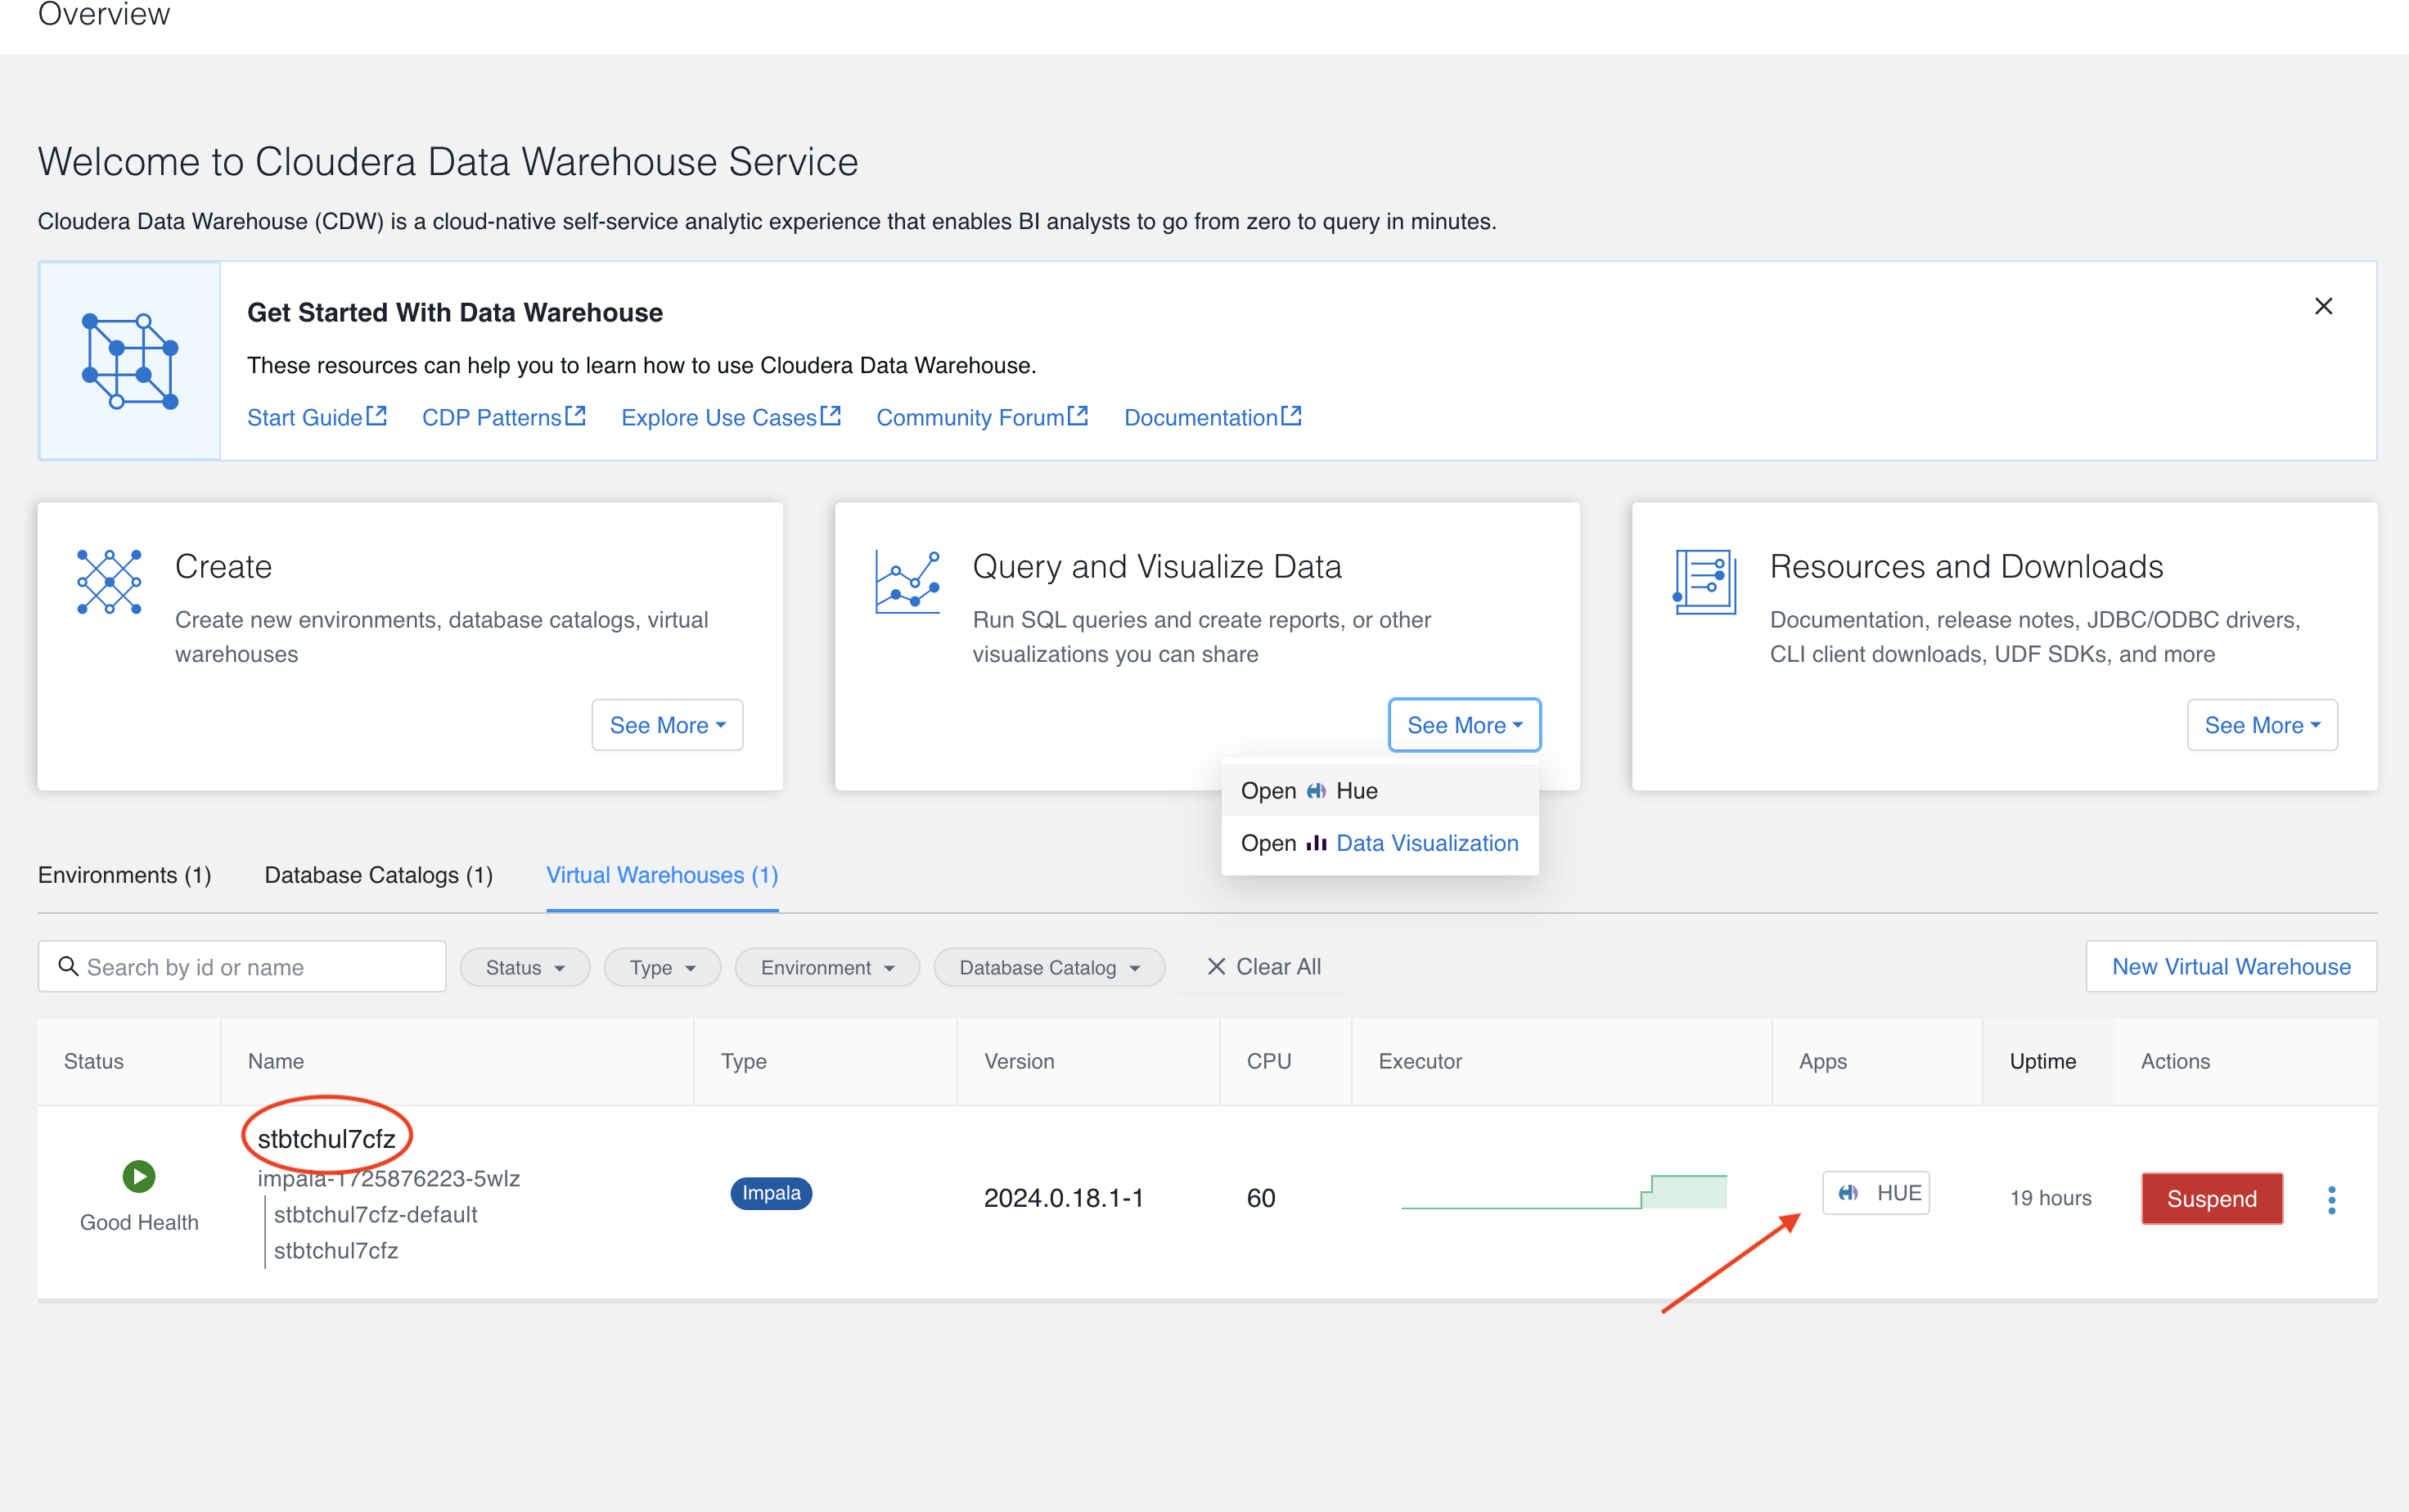 Overview
Welcome to Cloudera Data Warehouse Service
Cloudera Data Warehouse (CDW) is a cloud-native self-service analytic experience that enables BI analysts to go from zero to query in minutes.
Get Started With Data Warehouse
These resources can help you to learn how to use Cloudera Data Warehouse.
Start Guide CDP Patterns Explore Use Cases Community Forum Documentation
Create
Create new environments, database catalogs, virtual
warehouses
See More
Query and Visualize Data
Run SQL queries and create reports, or other
visualizations you can share
See More
Open Hue
Open Data Visualization
Resources and Downloads
Documentation, release notes, JDBC/ODBC drivers,
CLI client downloads, UDF SDKs, and more
See More
Environments (1) Database Catalogs (1) Virtual Warehouses (1)
Search by id or name Status Type Environment Database Catalog Clear All New Virtual Warehouse
Status Name Type Version CPU Executor Apps Uptime Actions
Good Health
stbtchul7cfz
impala-1725876223-5wlz
stbtchul7cfz-default
stbtchul7cfz
Impala 2024.0.18.1-1 60 HUE 19 hours Suspend